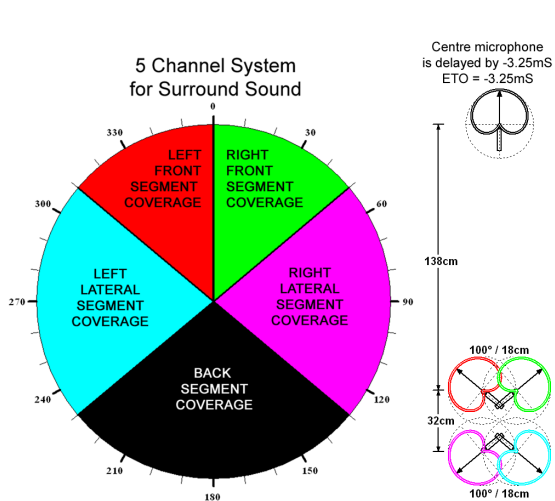 5 Channel System
for Surround Sound
Centre microphone
is delayed by -3.25mS
ETO = -3.25mS
0
330
30
LEFT
FRONT
SEGMENT
COVERAGE
RIGHT
FRONT
SEGMENT
COVERAGE
300
60
LEFT
LATERAL
SEGMENT
COVERAGE
RIGHT
LATERAL
SEGMENT
COVERAGE
270
90
138cm
BACK
SEGMENT
COVERAGE
240
120
210
150
180
100° / 18cm
32cm
100° / 18cm